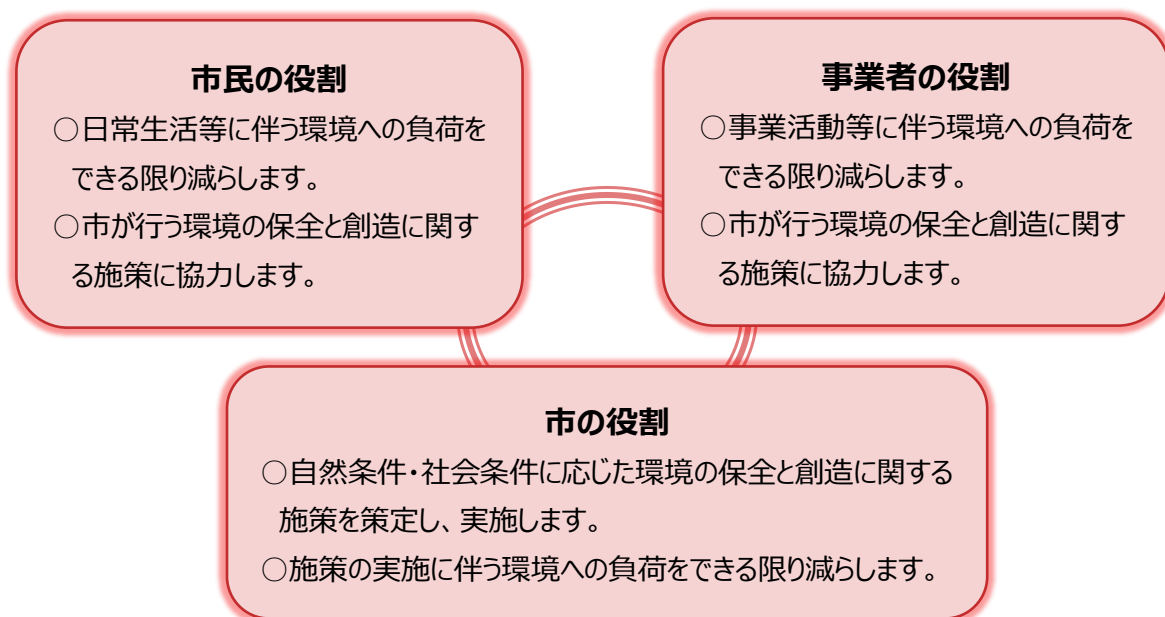 市民の役割
○日常生活等に伴う環境への負荷を
できる限り減らします。
○市が行う環境の保全と創造に関す
る施策に協力します。
事業者の役割
○事業活動等に伴う環境への負荷を
できる限り減らします。
○市が行う環境の保全と創造に関す
る施策に協力します。
市の役割
○自然条件・社会条件に応じた環境の保全と創造に関する
施策を策定し、実施します。
○施策の実施に伴う環境への負荷をできる限り減らします。